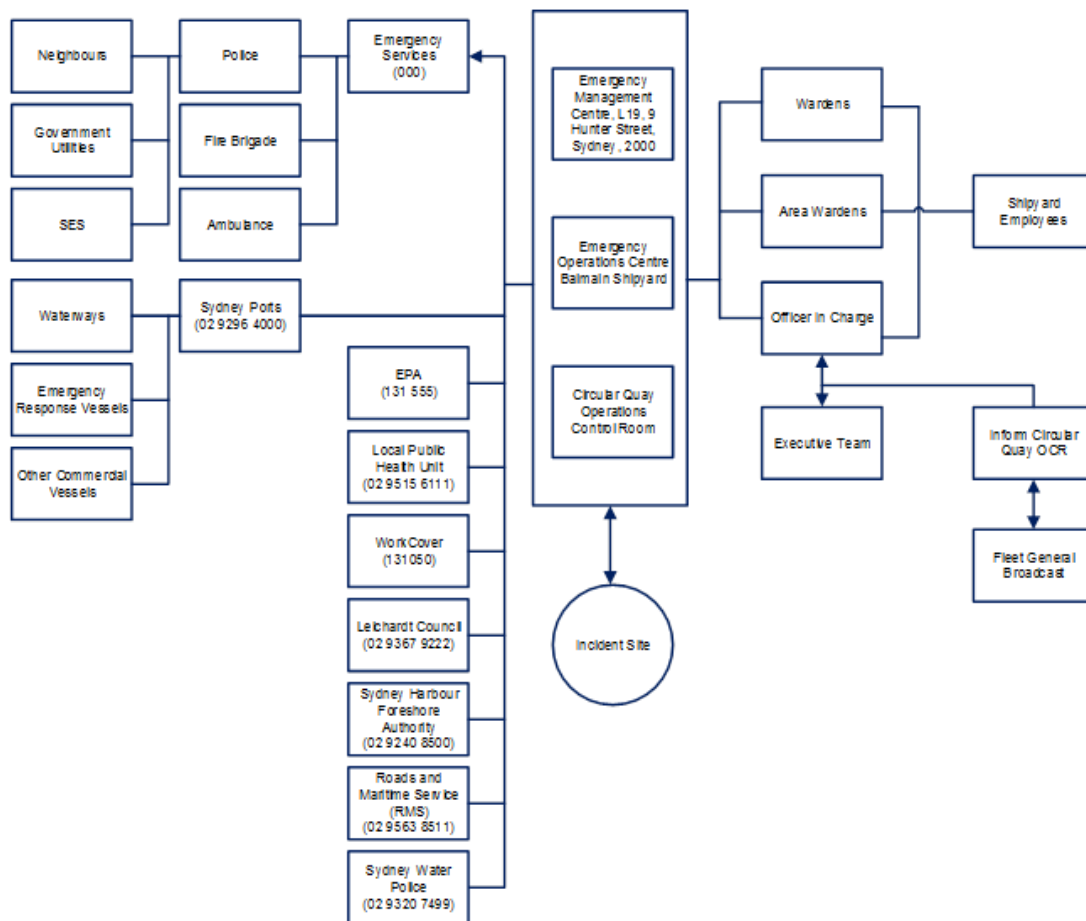 Neighbours
Police
Emergency
Services
(000)
Government
Utilities
Fire Brigade
SES
Ambulance
Waterways
Sydney Ports
(02 9296 4000)
Emergency
Response Vessels
Other Commercial
Vessels
EPA
(131 555)
Local Public
Health Unit
(02 9515 6111)
WorkCover
(131050)
Leichardt Council
(02 9367 9222)
Sydney Harbour
Foreshore
Authority
(02 9240 8500)
Roads and
Maritime Service
(RMS)
(02 9563 8511)
Sydney Water
Police
(02 9320 7499)
Emergency
Management
Centre, L19, 9
Hunter Street,
Sydney, 2000
Emergency
Operations Centre
Balmain Shipyard
Circular Quay
Operations
Control Room
Incident Site
Wardens
Area Wardens
Shipyard
Employees
Officer In Charge
Executive Team
Inform Circular
Quay OCR
Fleet General
Broadcast